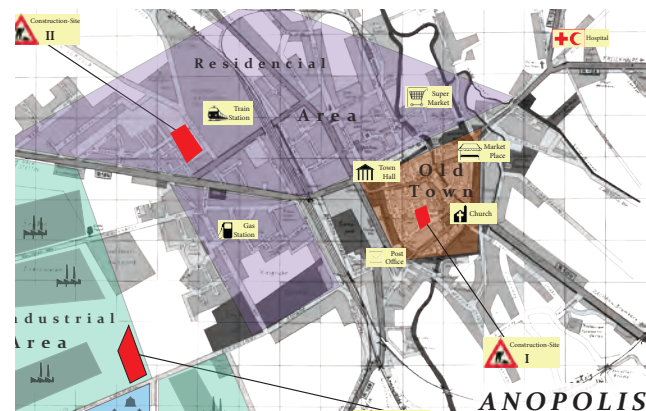 Construction-Site
II
Hospital
Residencial
Train
Station
Super
Market
Area
Market
Place
Town
Hall
Old
Town
Church
Gas
Station
Post
Office
ndustrial
Area
Construction-Site
I
ANOPOLIS